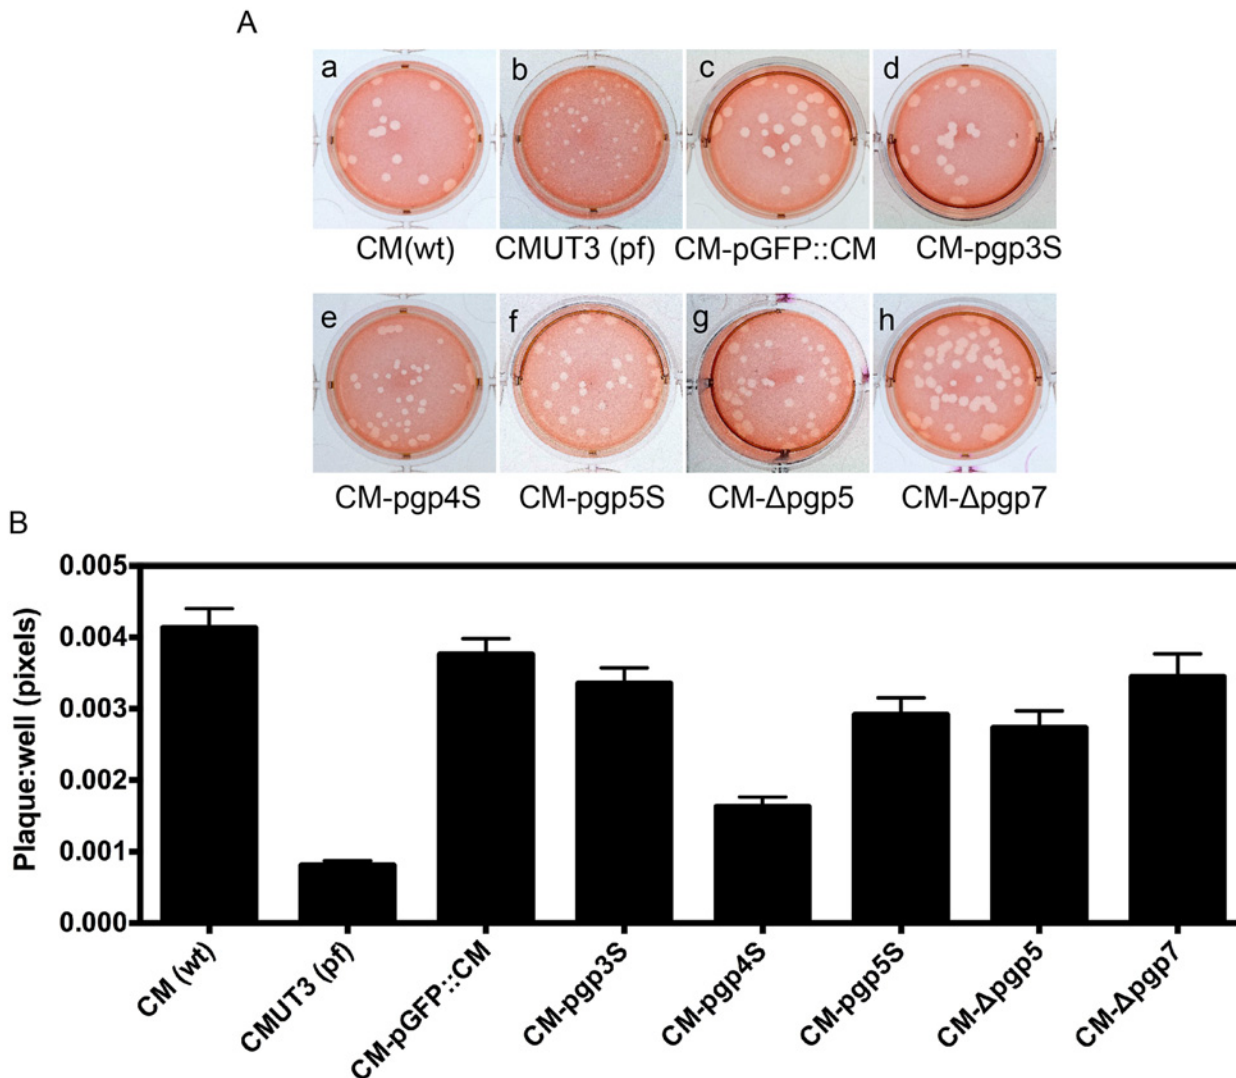 A
a b c d
CM(wt) CMUT3 (pf) CM-pGFP::CM CM-pgp3S
e f g h
CM-pgp4S CM-pgp5S CM-Δpgp5 CM-Δpgp7
B
Plaque:well (pixels)
0.005
0.004
0.003
0.002
0.001
0.000
CM (wt)
CMUT3 (pf)
CM-pGFP::CM
CM-pgp3S
CM-pgp4S
CM-pgp5S
CM-Δpgp5
CM-Δpgp7